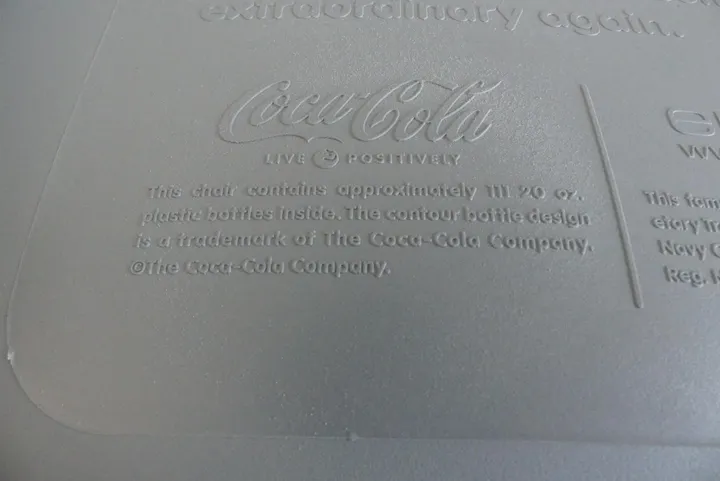 extraordinary again.
Coca-Cola
LIVE POSITIVELY
This chair contains approximately 111 20 oz.
plastic bottles inside. The contour bottle design
is a trademark of The Coca-Cola Company.
©The Coca-Cola Company.
This
Navy
Reg.